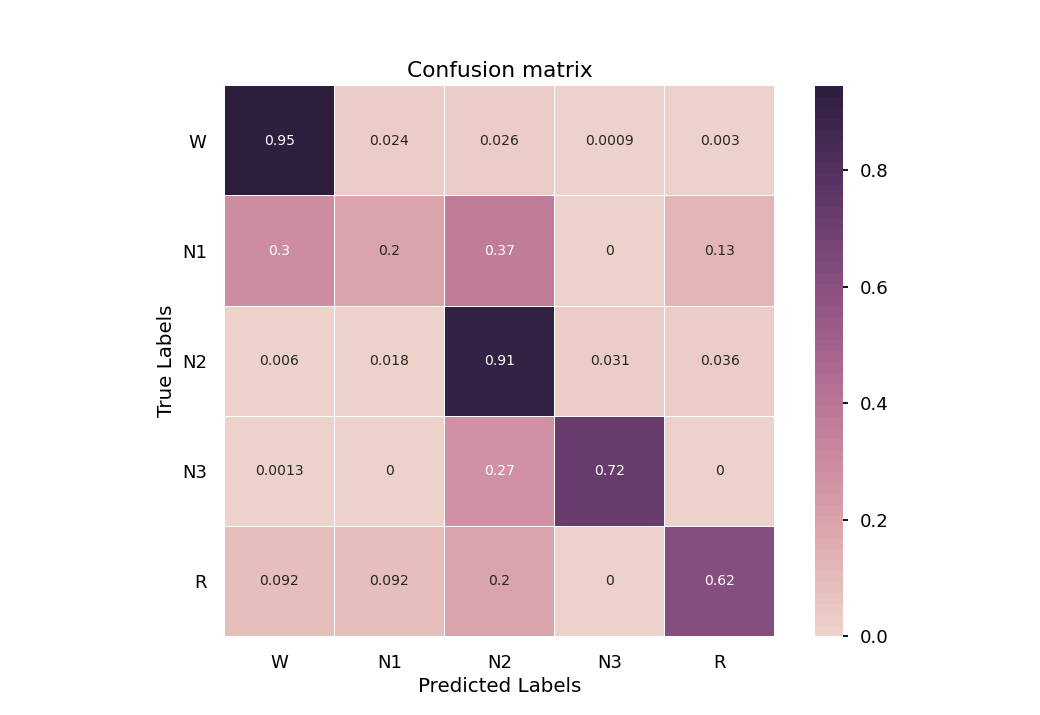 Confusion matrix
W 0.95 0.024 0.026 0.0009 0.003
N1 0.3 0.2 0.37 0 0.13
N2 0.006 0.018 0.91 0.031 0.036
N3 0.0013 0 0.27 0.72 0
R 0.092 0.092 0.2 0 0.62
W N1 N2 N3 R
Predicted Labels
True Labels
0.8
0.6
0.4
0.2
0.0